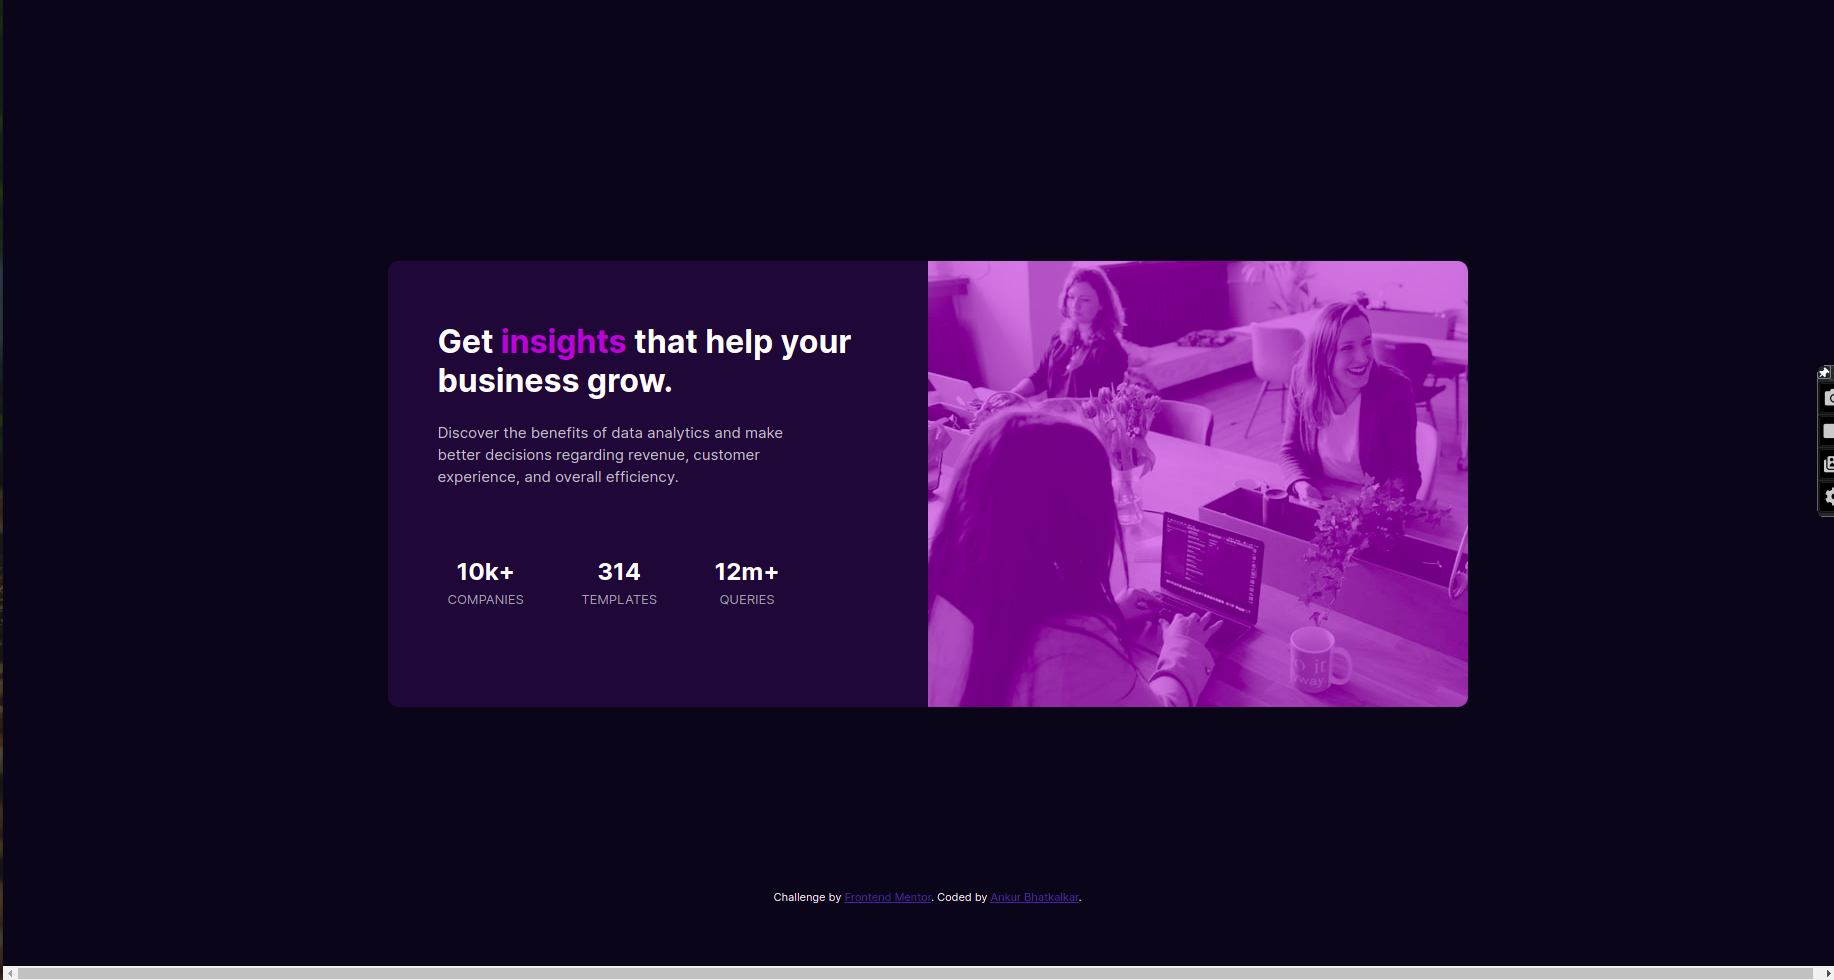 Get insights that help your
business grow.
Discover the benefits of data analytics and make
better decisions regarding revenue, customer
experience, and overall efficiency.
10k+ 314 12m+
COMPANIES TEMPLATES QUERIES
Challenge by Frontend Mentor. Coded by Ankur Bhatkalkar.